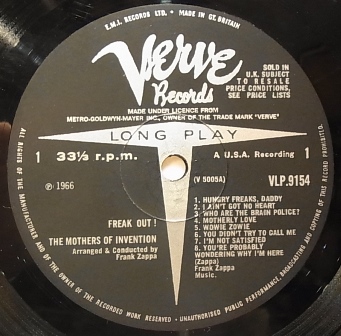 E.M.I. RECORDS LTD. MADE IN GT. BRITAIN
Verve
Records
SOLD IN
U.K. SUBJECT
TO RESALE
PRICE CONDITIONS,
SEE PRICE LISTS
MADE UNDER LICENCE FROM
METRO-GOLDWYN-MAYER INC., OWNER OF THE TRADE MARK "VERVE"
LONG PLAY
1 33⅓ r.p.m. A U.S.A. Recording 1
℗ 1966
(V 5005A)
VLP.9154
FREAK OUT!
THE MOTHERS OF INVENTION
Arranged & Conducted by
Frank Zappa
1. HUNGRY FREAKS, DADDY
2. I AIN'T GOT NO HEART
3. WHO ARE THE BRAIN POLICE?
4. MOTHERLY LOVE
5. WOWIE ZOWIE
6. YOU DIDN'T TRY TO CALL ME
7. I'M NOT SATISFIED
8. YOU'RE PROBABLY
WONDERING WHY I'M HERE
(Zappa)
Frank Zappa
Music.
ALL RIGHTS OF THE MANUFACTURER AND OF THE OWNER OF THE RECORDED WORK RESERVED · UNAUTHORISED PUBLIC PERFORMANCE, BROADCASTING AND COPYING OF THIS RECORD PROHIBITED.